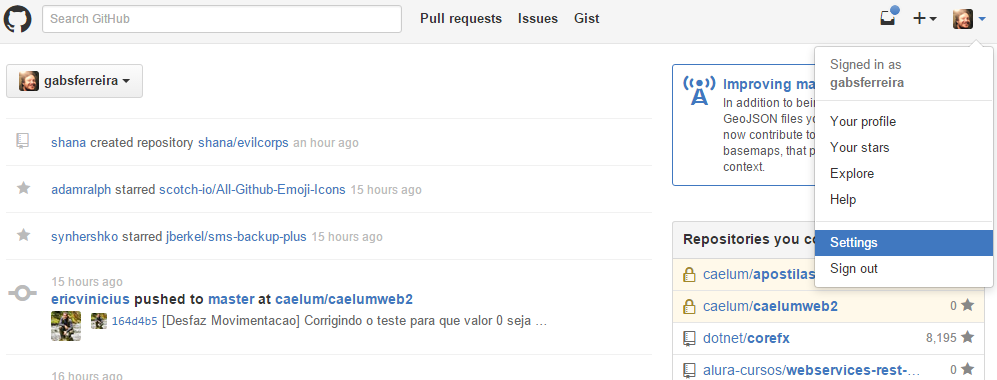 Search GitHub
Pull requests Issues Gist
Signed in as
gabsferreira
Your profile
Your stars
Explore
Help
Settings
Sign out
gabsferreira
shana created repository shana/evilcorps an hour ago
adamralph starred scotch-io/All-Github-Emoji-Icons 15 hours ago
synhershko starred jberkel/sms-backup-plus 15 hours ago
15 hours ago
ericvinicius pushed to master at caelum/caelumweb2
164d4b5 [Desfaz Movimentacao] Corrigindo o teste para que valor 0 seja …
16 hours ago
Improving ma
In addition to bein
GeoJSON files yo
now contribute to
basemaps, that p
context.
Repositories you co
caelum/apostilas
caelum/caelumweb2 0
dotnet/corefx 8,195
alura-cursos/webservices-rest-… 0